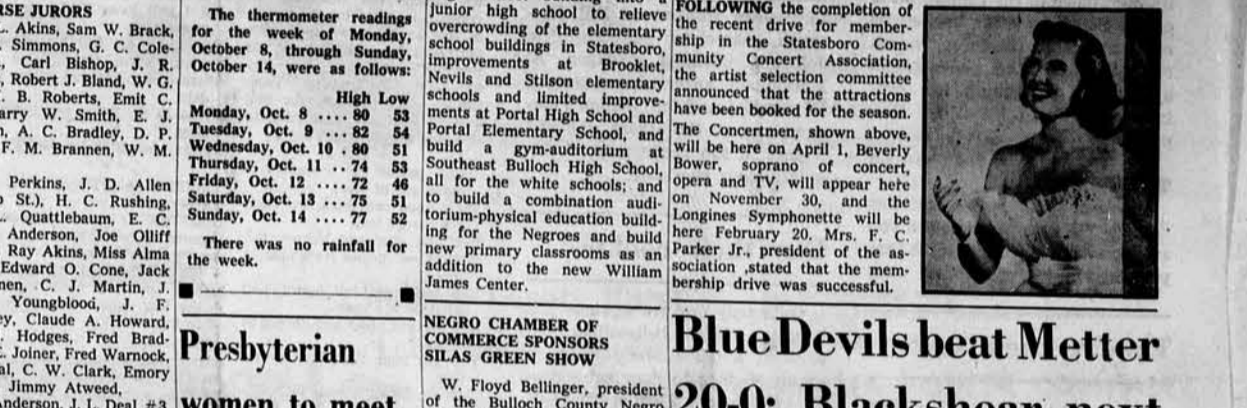 RSE JURORS
Akins, Sam W. Brack,
Simmons, G. C. Cole-
Carl Bishop, J. R.
Robert J. Bland, W. G.
B. Roberts, Emit C.
arry W. Smith, E. J.
A. C. Bradley, D. P.
F. M. Brannen, W. M.
Perkins, J. D. Allen
St.), H. C. Rushing,
Quattlebaum, E. C.
Anderson, Joe Olliff
Ray Akins, Miss Alma
Edward O. Cone, Jack
nen, C. J. Martin, J.
Youngblood, J. F.
ey, Claude A. Howard,
Hodges, Fred Brad-
Joiner, Fred Warnock,
al, C. W. Clark, Emory
Jimmy Atweed,
Anderson, J. L. Deal #3
The thermometer readings
for the week of Monday,
October 8, through Sunday,
October 14, were as follows:
High Low
Monday, Oct. 8 .... 80 53
Tuesday, Oct. 9 ... 82 54
Wednesday, Oct. 10 . 80 51
Thursday, Oct. 11 .. 74 53
Friday, Oct. 12 .... 72 46
Saturday, Oct. 13 ... 75 51
Sunday, Oct. 14 .... 77 52
There was no rainfall for
the week.
Presbyterian
women to meet
junior high school to relieve
overcrowding of the elementary
school buildings in Statesboro,
improvements at Brooklet,
Nevils and Stilson elementary
schools and limited improve-
ments at Portal High School and
Portal Elementary School, and
build a gym-auditorium at
Southeast Bulloch High School,
all for the white schools; and
to build a combination audi-
torium-physical education build-
ing for the Negroes and build
new primary classrooms as an
addition to the new William
James Center.
NEGRO CHAMBER OF
COMMERCE SPONSORS
SILAS GREEN SHOW
W. Floyd Bellinger, president
of the Bulloch County Negro
FOLLOWING the completion of
the recent drive for member-
ship in the Statesboro Com-
munity Concert Association,
the artist selection committee
announced that the attractions
have been booked for the season.
The Concertmen, shown above,
will be here on April 1, Beverly
Bower, soprano of concert,
opera and TV, will appear here
on November 30, and the
Longines Symphonette will be
here February 20. Mrs. F. C.
Parker Jr., president of the as-
sociation ,stated that the mem-
bership drive was successful.
Blue Devils beat Metter
20-0; Blackshear next